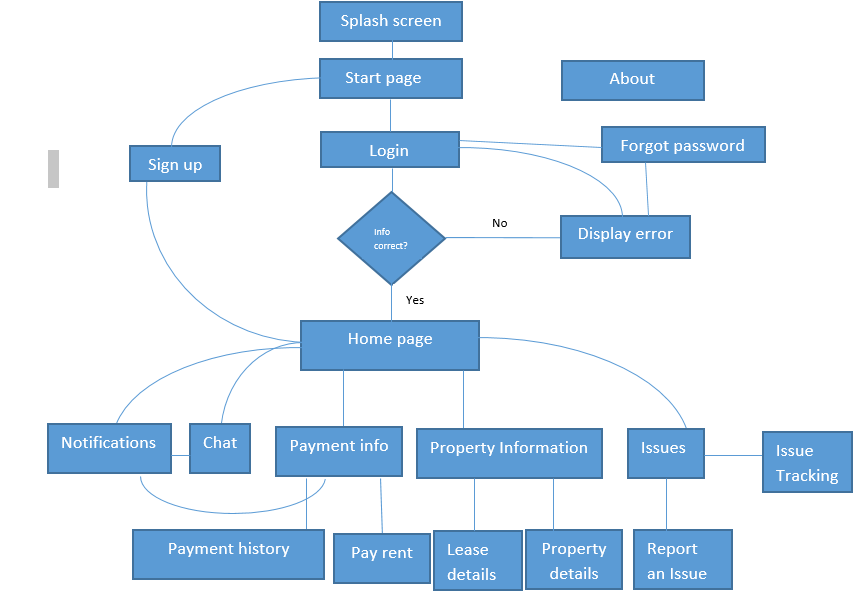 Splash screen
Start page
About
Login
Forgot password
Sign up
Info
correct?
No
Display error
Yes
Home page
Notifications
Chat
Payment info
Property Information
Issues
Issue
Tracking
Payment history
Pay rent
Lease
details
Property
details
Report
an Issue